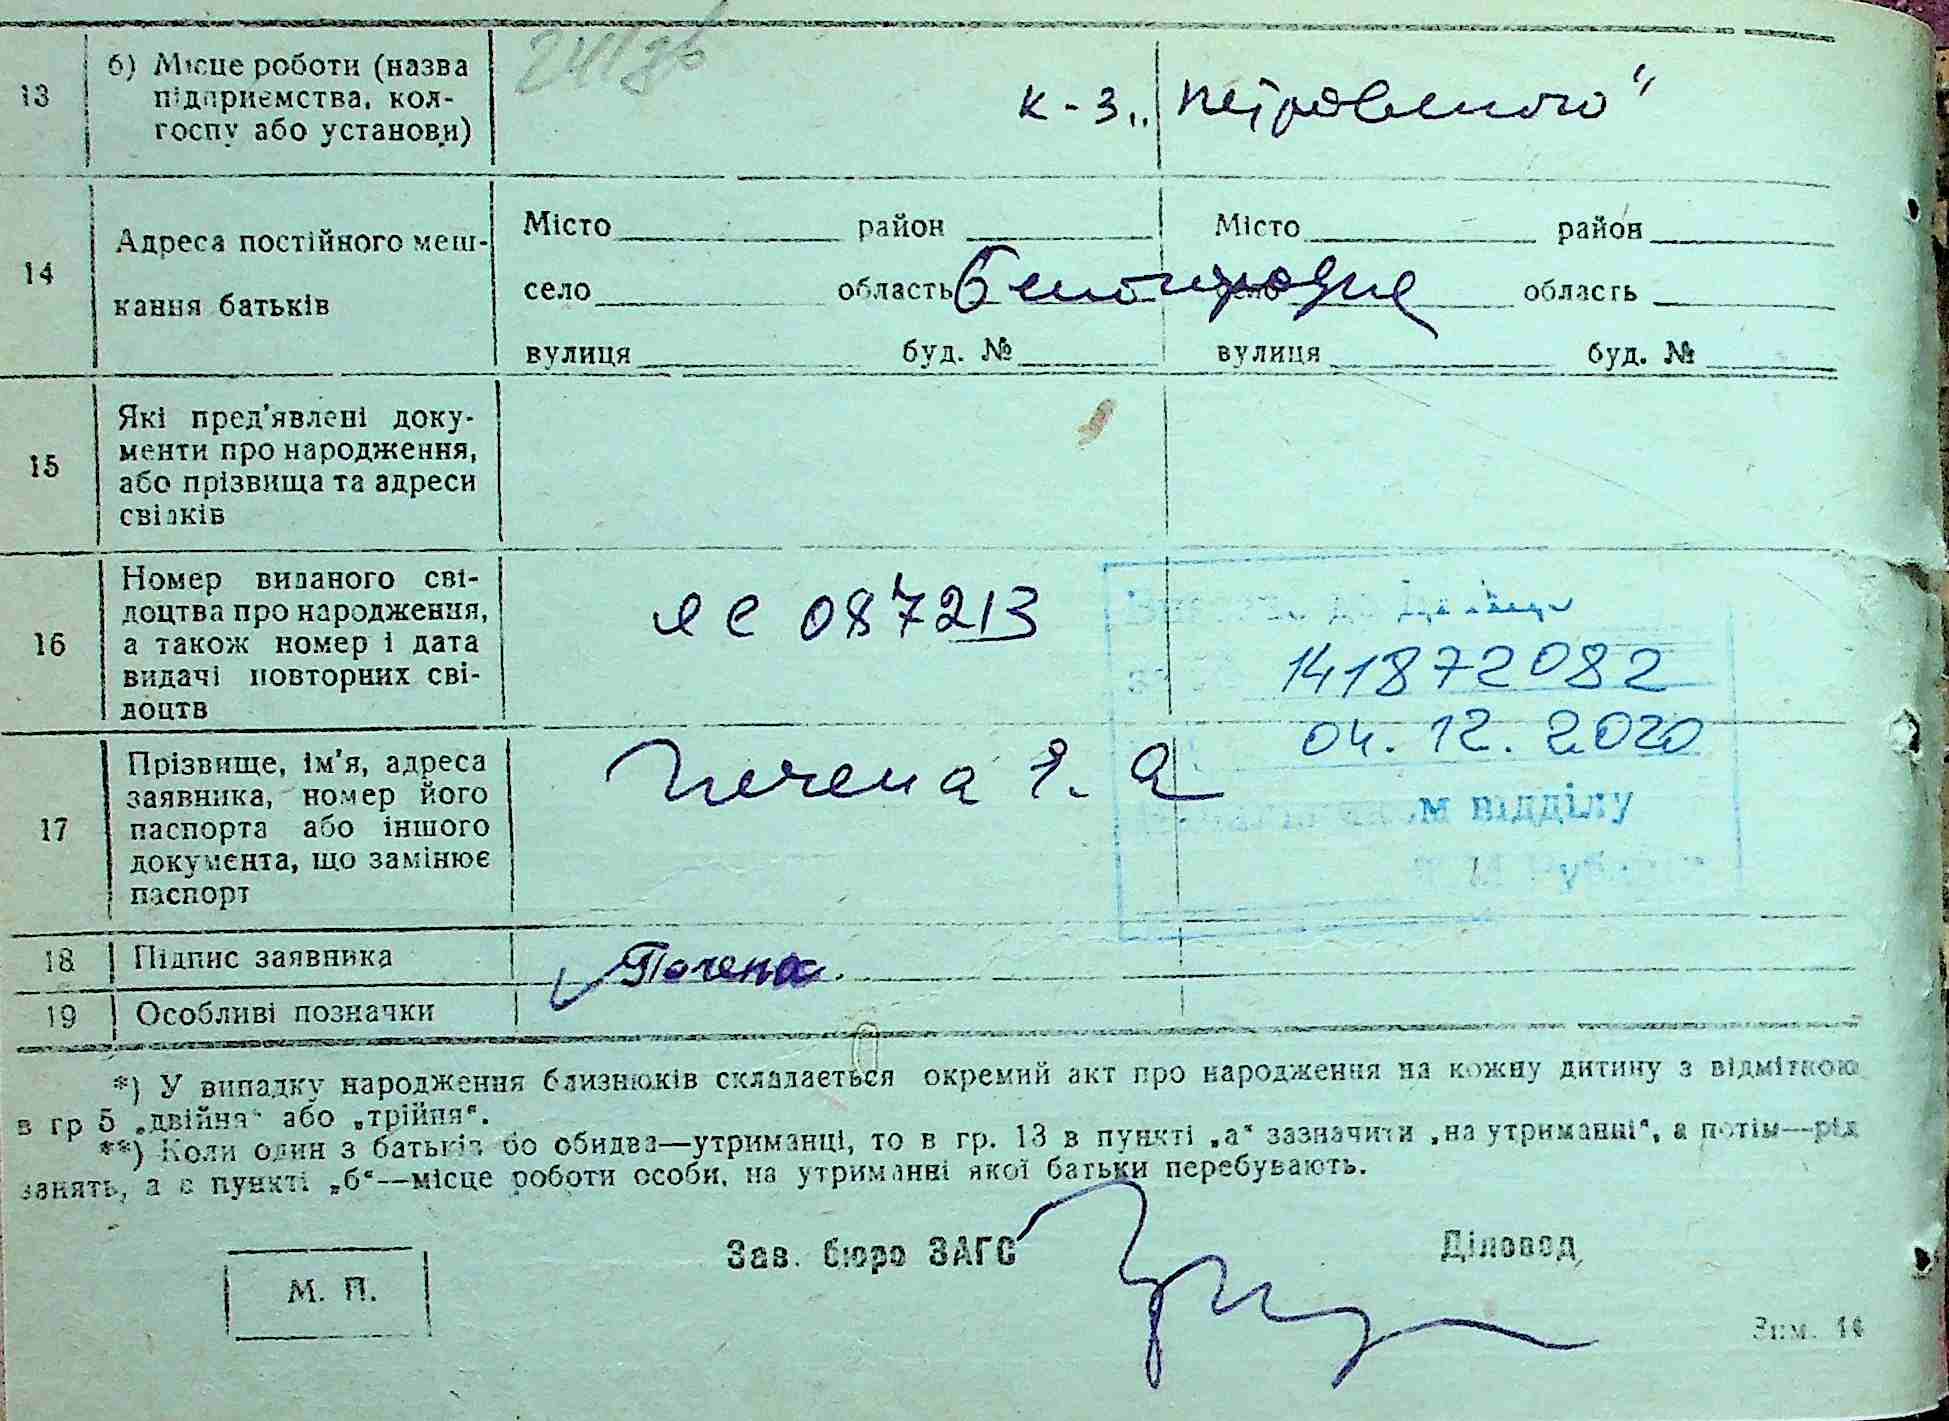 13
б) Місце роботи (назва
підприємства, кол-
госпу або установи)
к-з „Петровського“
14
Адреса постійного меш-
кання батьків
Місто район Місто район
село область село область
вулиця буд. № вулиця буд. №
15
Які пред'явлені доку-
менти про народження,
або прізвища та адреси
свідків
16
Номер виданого сві-
доцтва про народження,
а також номер і дата
видачі повторних сві-
доцтв
ЯЕ 087213
141872082
04.12.2020
відділу
17
Прізвище, ім'я, адреса
заявника, номер його
паспорта або іншого
документа, що замінює
паспорт
18
Підпис заявника
19
Особливі позначки
*) У випадку народження близнюків складається окремий акт про народження на кожну дитину з відміткою
в гр 5 „двійня“ або „трійня“.
**) Коли один з батьків бо обидва—утриманці, то в гр. 13 в пункті „а“ зазначити „на утриманні“, а потім—рід
занять, а в пункті „б“—місце роботи особи, на утриманні якої батьки перебувають.
Зав. бюро ЗАГС
Діловод
М. П.